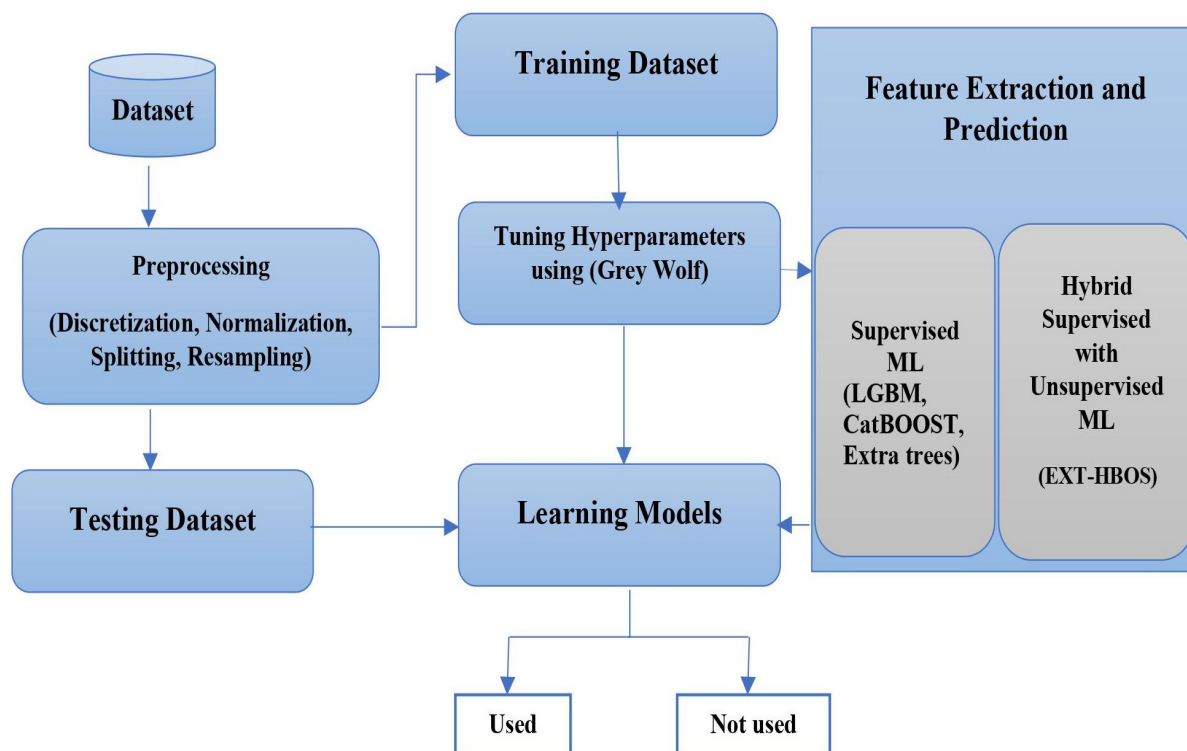 Dataset
Preprocessing
(Discretization, Normalization,
Splitting, Resampling)
Testing Dataset
Training Dataset
Tuning Hyperparameters
using (Grey Wolf)
Learning Models
Feature Extraction and
Prediction
Supervised
ML
(LGBM,
CatBOOST,
Extra trees)
Hybrid
Supervised
with
Unsupervised
ML
(EXT-HBOS)
Used
Not used